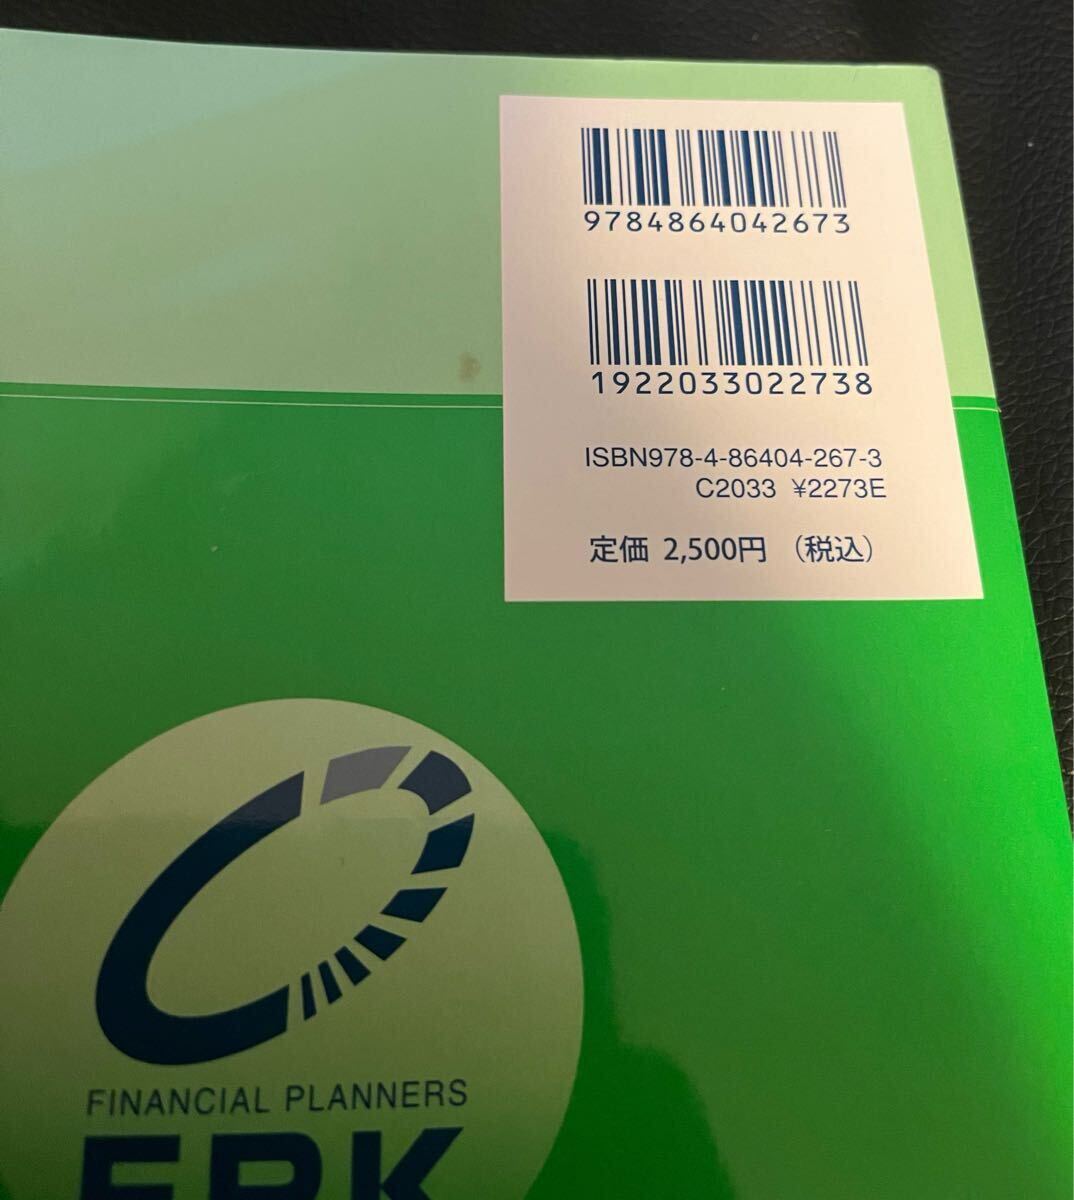 9784864042673
1922033022738
ISBN978-4-86404-267-3
C2033 ¥2273E
定価 2,500円 （税込）
FINANCIAL PLANNERS
FPK